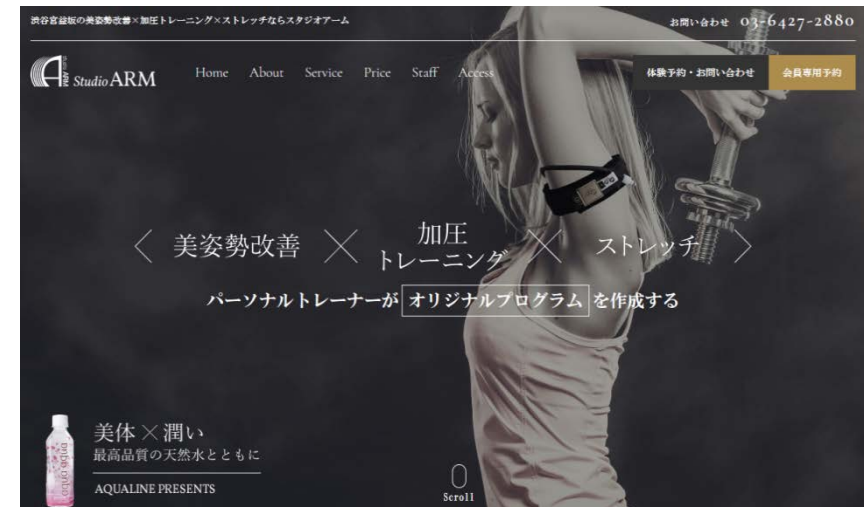 渋谷宮益坂の美姿勢改善×加圧トレーニング×ストレッチならスタジオアーム
お問い合わせ 03-6427-2880
Studio ARM
Home About Service Price Staff Access
体験予約・お問い合わせ 会員専用予約
〈 美姿勢改善 × 加圧トレーニング × ストレッチ 〉
パーソナルトレーナーが オリジナルプログラム を作成する
美体×潤い
最高品質の天然水とともに
AQUALINE PRESENTS
Scroll